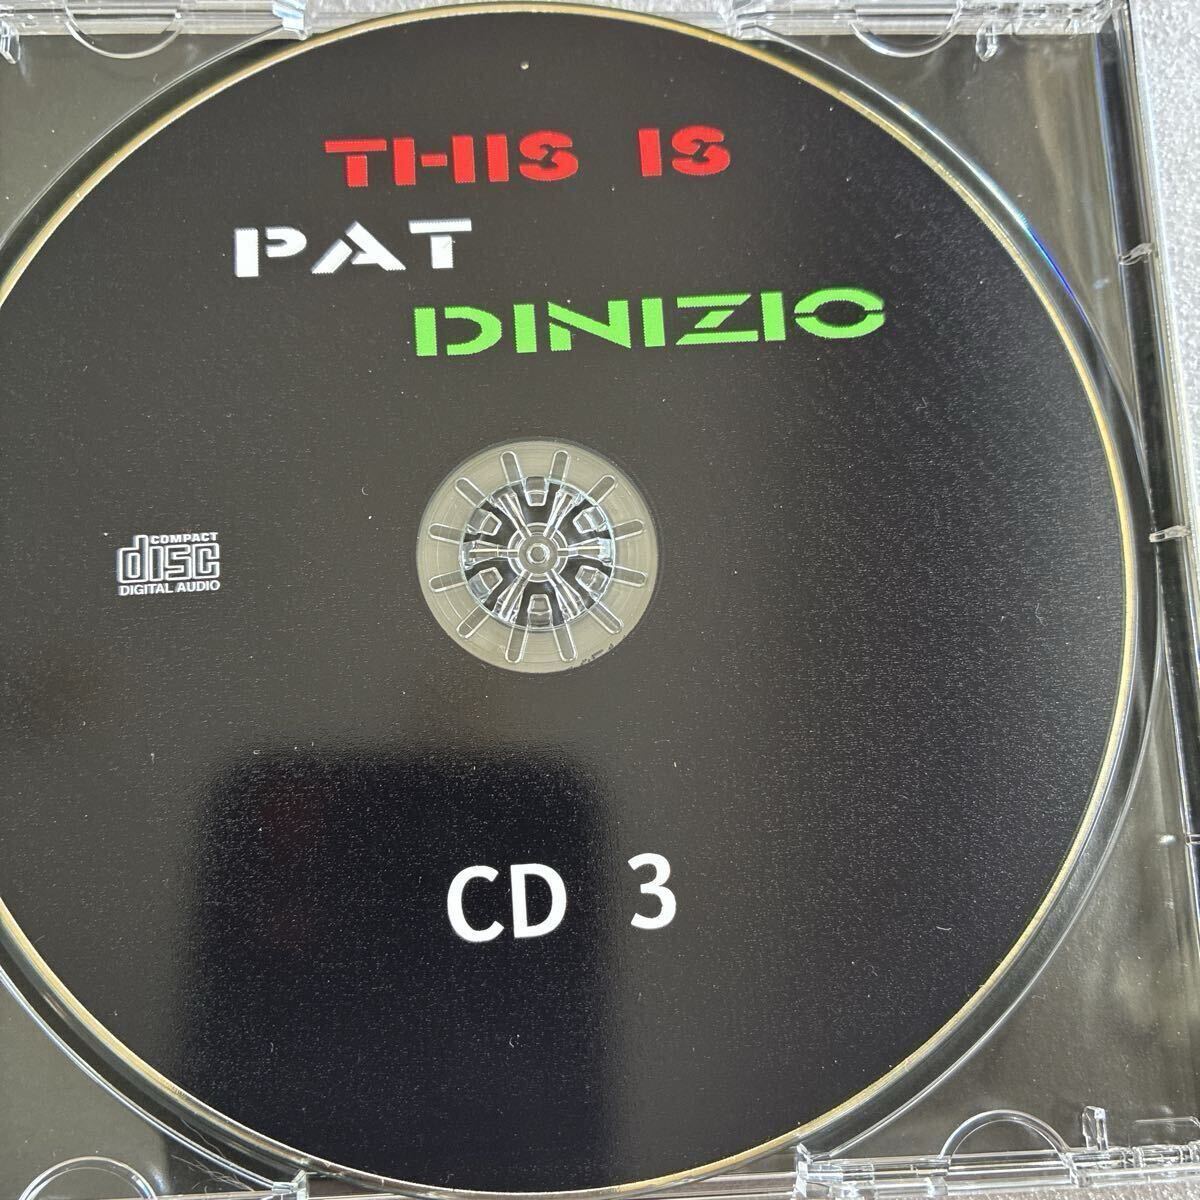 THIS IS
PAT
DINIZIO
COMPACT
disc
DIGITAL AUDIO
CD 3